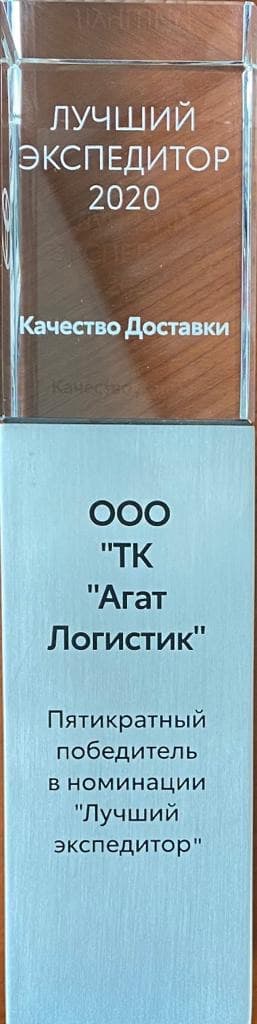 ЛУЧШИЙ
ЭКСПЕДИТОР
2020
Качество Доставки
ООО
"ТК
"Агат
Логистик"
Пятикратный
победитель
в номинации
"Лучший
экспедитор"